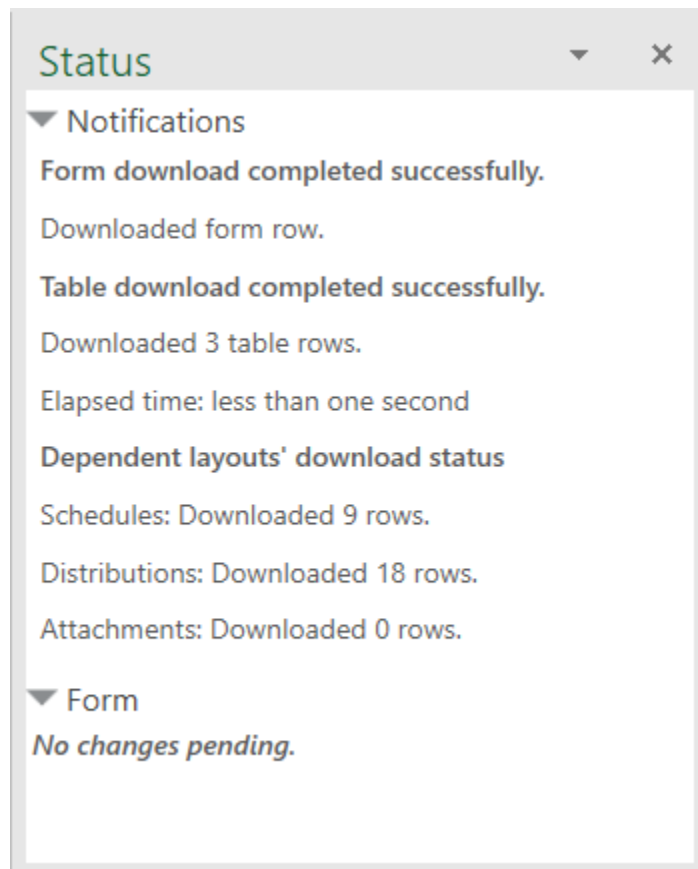 Status
Notifications
Form download completed successfully.
Downloaded form row.
Table download completed successfully.
Downloaded 3 table rows.
Elapsed time: less than one second
Dependent layouts' download status
Schedules: Downloaded 9 rows.
Distributions: Downloaded 18 rows.
Attachments: Downloaded 0 rows.
Form
No changes pending.